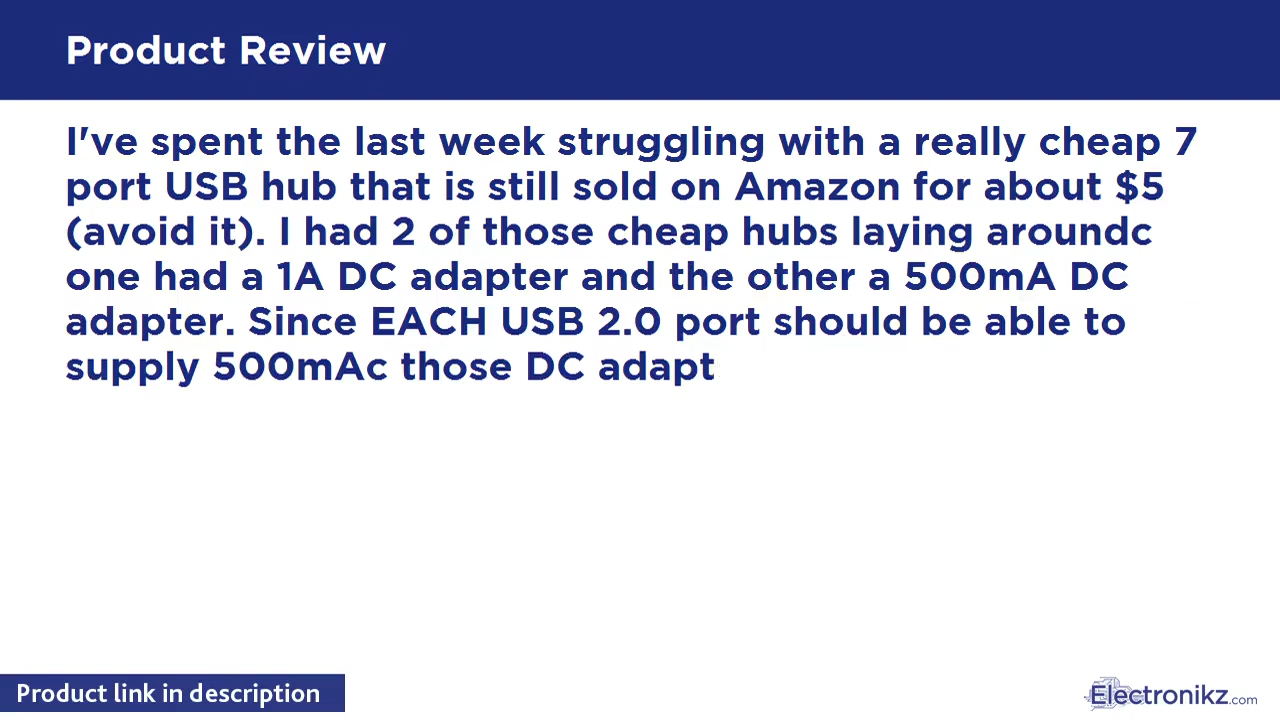 Product Review
I've spent the last week struggling with a really cheap 7
port USB hub that is still sold on Amazon for about $5
(avoid it). I had 2 of those cheap hubs laying aroundc
one had a 1A DC adapter and the other a 500mA DC
adapter. Since EACH USB 2.0 port should be able to
supply 500mAc those DC adapt
Product link in description
Electronikz.com